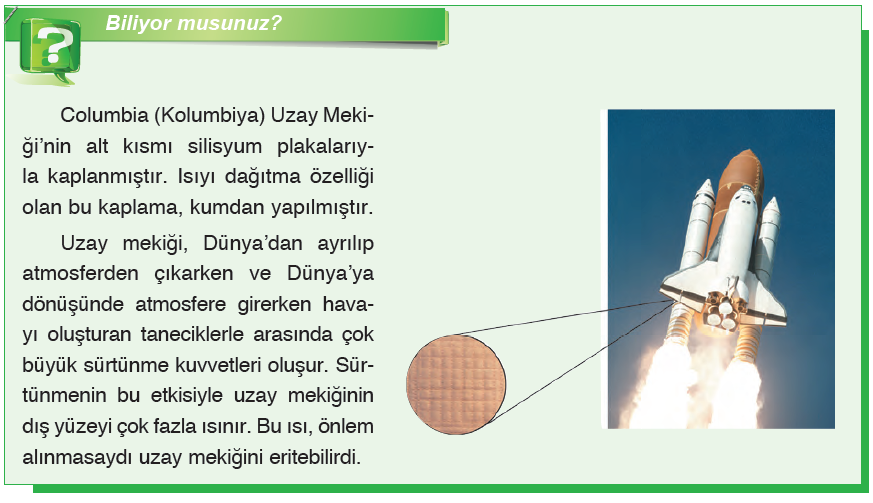 Biliyor musunuz?
Columbia (Kolumbiya) Uzay Meki-
ği’nin alt kısmı silisyum plakalarıy-
la kaplanmıştır. Isıyı dağıtma özelliği
olan bu kaplama, kumdan yapılmıştır.
Uzay mekiği, Dünya’dan ayrılıp
atmosferden çıkarken ve Dünya’ya
dönüşünde atmosfere girerken hava-
yı oluşturan taneciklerle arasında çok
büyük sürtünme kuvvetleri oluşur. Sür-
tünmenin bu etkisiyle uzay mekiğinin
dış yüzeyi çok fazla ısınır. Bu ısı, önlem
alınmasaydı uzay mekiğini eritebilirdi.